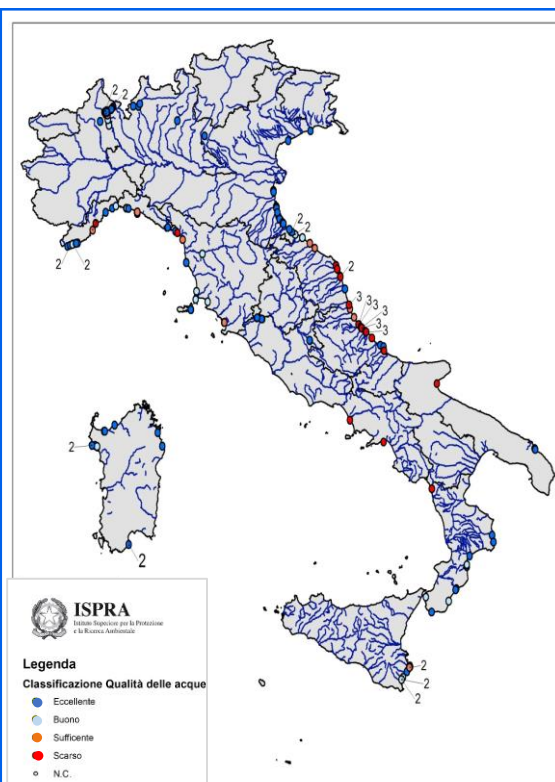 2
2
2
2
2
2
2
3
3
3
3
3
2
2
2
2
2
ISPRA
Istituto Superiore per la Protezione
e la Ricerca Ambientale
Legenda
Classificazione Qualità delle acque
Eccellente
Buono
Sufficente
Scarso
N.C.